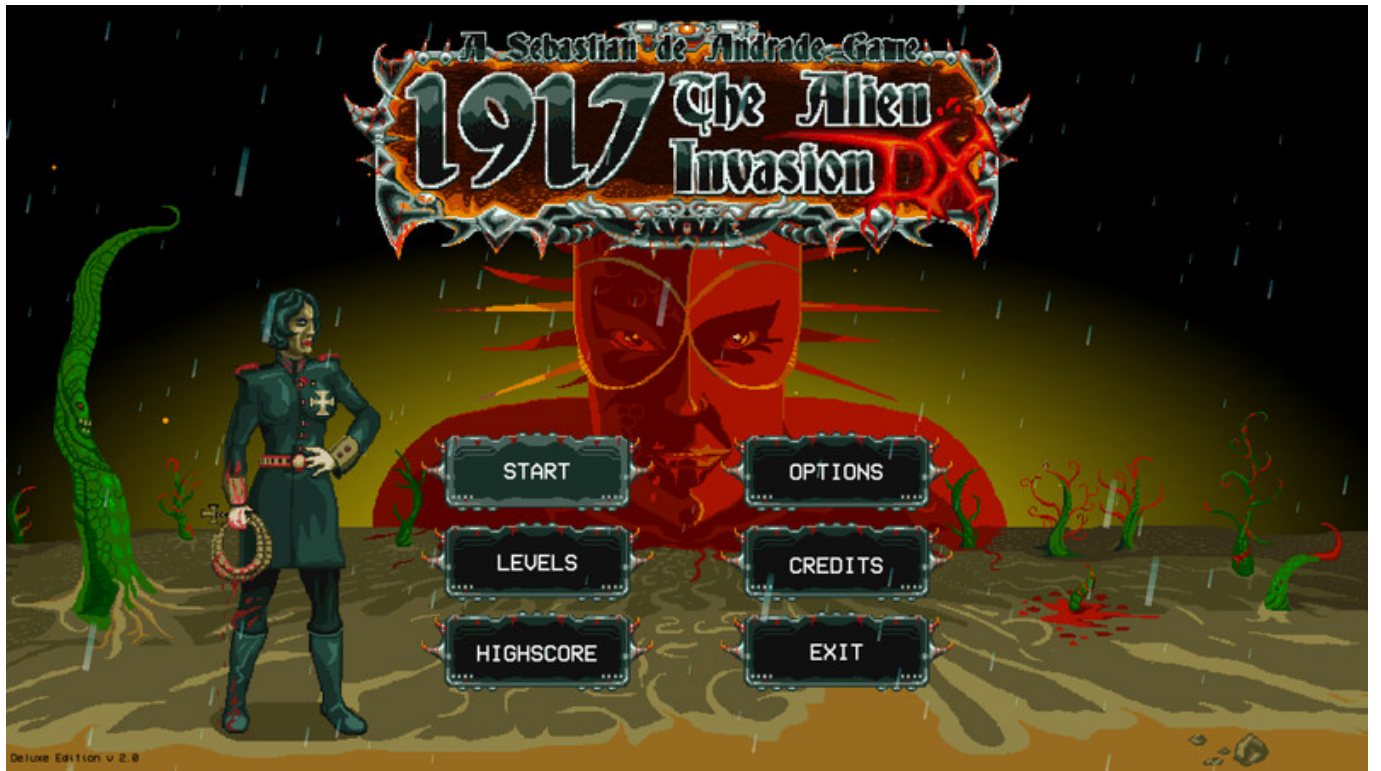 A Sebastian de Andrade Game
1917 The Alien
Invasion DX
START
OPTIONS
LEVELS
CREDITS
HIGHSCORE
EXIT
Deluxe Edition v 2.0